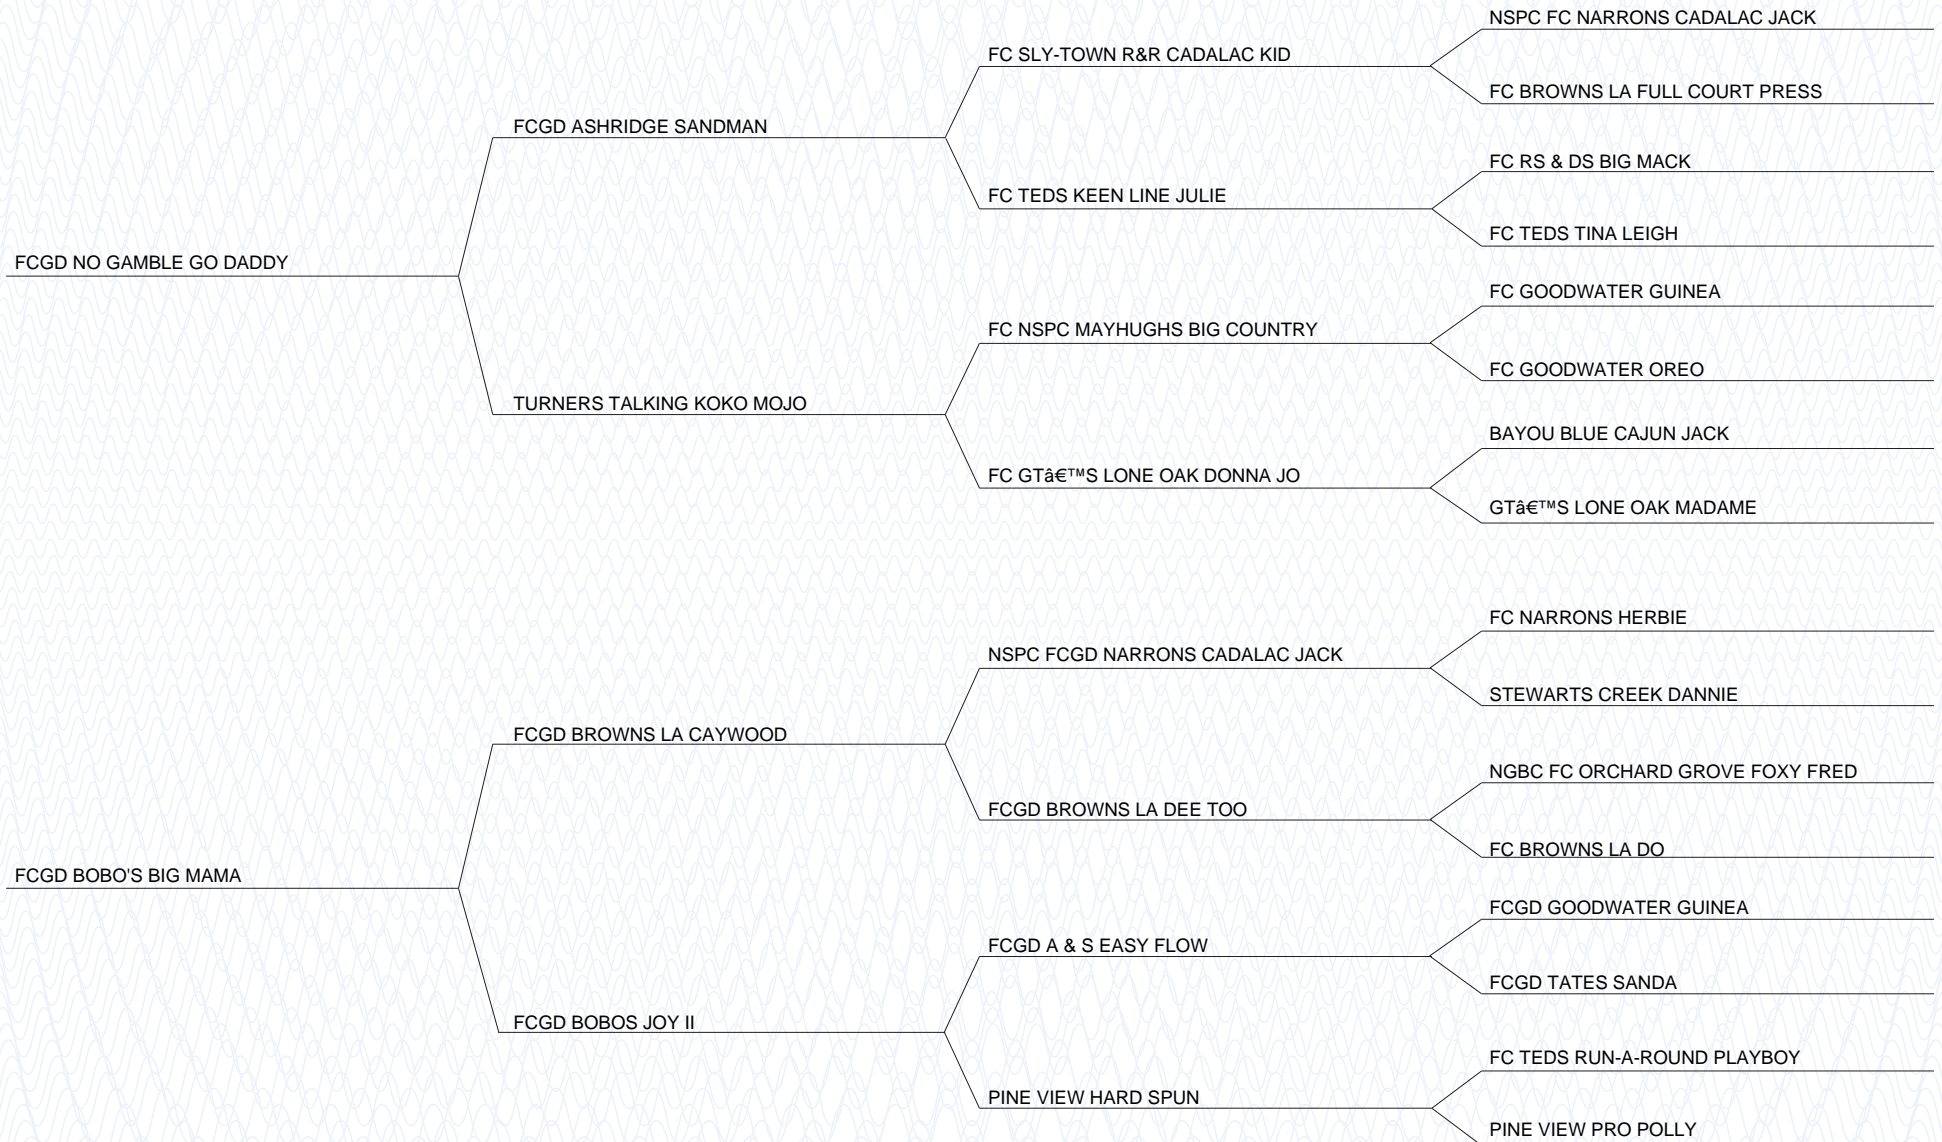 NSPC FC NARRONS CADALAC JACK
FC SLY-TOWN R&R CADALAC KID
FC BROWNS LA FULL COURT PRESS
FCGD ASHRIDGE SANDMAN
FC RS & DS BIG MACK
FC TEDS KEEN LINE JULIE
FC TEDS TINA LEIGH
FCGD NO GAMBLE GO DADDY
FC GOODWATER GUINEA
FC NSPC MAYHUGHS BIG COUNTRY
FC GOODWATER OREO
TURNERS TALKING KOKO MOJO
BAYOU BLUE CAJUN JACK
FC GT’S LONE OAK DONNA JO
GT’S LONE OAK MADAME
FC NARRONS HERBIE
NSPC FCGD NARRONS CADALAC JACK
STEWARTS CREEK DANNIE
FCGD BROWNS LA CAYWOOD
NGBC FC ORCHARD GROVE FOXY FRED
FCGD BROWNS LA DEE TOO
FC BROWNS LA DO
FCGD BOBO'S BIG MAMA
FCGD GOODWATER GUINEA
FCGD A & S EASY FLOW
FCGD TATES SANDA
FCGD BOBOS JOY II
FC TEDS RUN-A-ROUND PLAYBOY
PINE VIEW HARD SPUN
PINE VIEW PRO POLLY